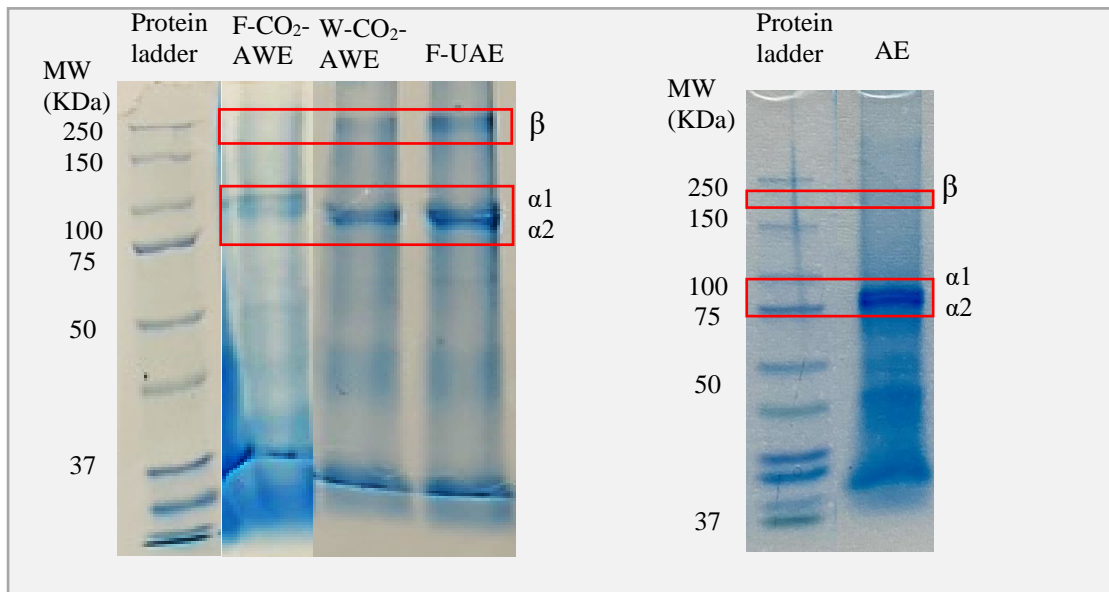 Protein
ladder
F-CO₂-
AWE
W-CO₂-
AWE
F-UAE
MW
(KDa)
250
150
100
75
50
37
β
α1
α2
Protein
ladder
AE
MW
(KDa)
250
150
100
75
50
37
β
α1
α2